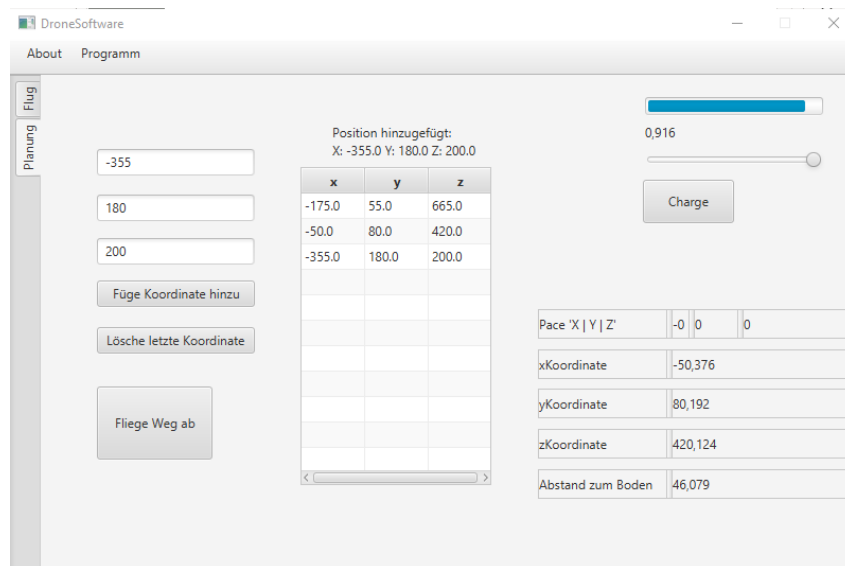 DroneSoftware
About Programm
Flug
Planung
-355
180
200
Füge Koordinate hinzu
Lösche letzte Koordinate
Fliege Weg ab
Position hinzugefügt:
X: -355.0 Y: 180.0 Z: 200.0
x y z
-175.0 55.0 665.0
-50.0 80.0 420.0
-355.0 180.0 200.0
0,916
Charge
Pace 'X | Y | Z' -0 0 0
xKoordinate -50,376
yKoordinate 80,192
zKoordinate 420,124
Abstand zum Boden 46,079